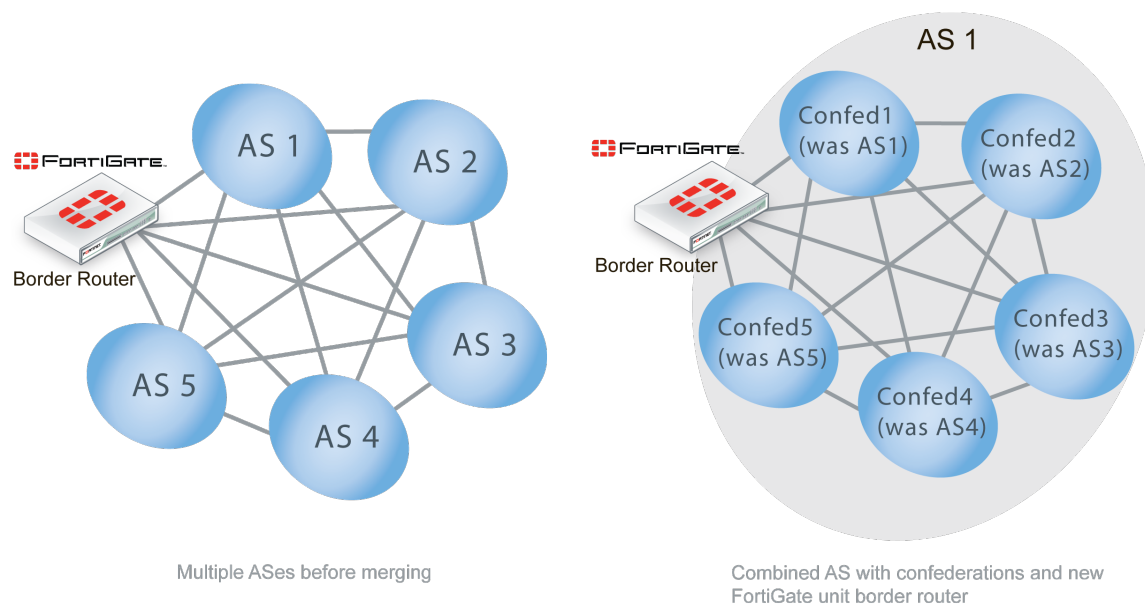 AS 1
AS 2
FORTIGATE
Border Router
AS 3
AS 5
AS 4
Multiple ASes before merging
AS 1
Confed1
(was AS1)
Confed2
(was AS2)
FORTIGATE
Border Router
Confed3
(was AS3)
Confed5
(was AS5)
Confed4
(was AS4)
Combined AS with confederations and new
FortiGate unit border router